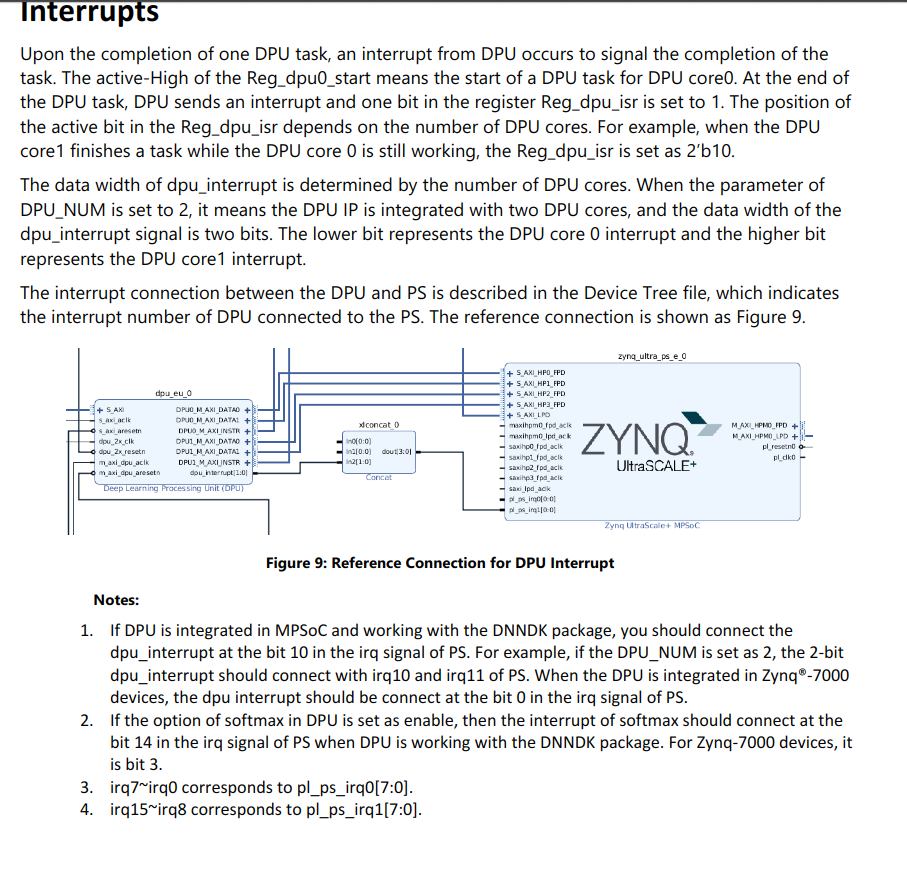 Interrupts
Upon the completion of one DPU task, an interrupt from DPU occurs to signal the completion of the
task. The active-High of the Reg_dpu0_start means the start of a DPU task for DPU core0. At the end of
the DPU task, DPU sends an interrupt and one bit in the register Reg_dpu_isr is set to 1. The position of
the active bit in the Reg_dpu_isr depends on the number of DPU cores. For example, when the DPU
core1 finishes a task while the DPU core 0 is still working, the Reg_dpu_isr is set as 2'b10.
The data width of dpu_interrupt is determined by the number of DPU cores. When the parameter of
DPU_NUM is set to 2, it means the DPU IP is integrated with two DPU cores, and the data width of the
dpu_interrupt signal is two bits. The lower bit represents the DPU core 0 interrupt and the higher bit
represents the DPU core1 interrupt.
The interrupt connection between the DPU and PS is described in the Device Tree file, which indicates
the interrupt number of DPU connected to the PS. The reference connection is shown as Figure 9.
dpu_eu_0
S_AXI
s_axi_aclk
s_axi_aresetn
dpu_2x_clk
dpu_2x_resetn
m_axi_dpu_aclk
m_axi_dpu_aresetn
DPU0_M_AXI_DATA0
DPU0_M_AXI_DATA1
DPU0_M_AXI_INSTR
DPU1_M_AXI_DATA0
DPU1_M_AXI_DATA1
DPU1_M_AXI_INSTR
dpu_interrupt[1:0]
Deep Learning Processing Unit (DPU)
xlconcat_0
In0[0:0]
In1[0:0]
In2[1:0]
dout[3:0]
Concat
zynq_ultra_ps_e_0
S_AXI_HP0_FPD
S_AXI_HP1_FPD
S_AXI_HP2_FPD
S_AXI_HP3_FPD
S_AXI_LPD
maxihpm0_fpd_aclk
maxihpm0_lpd_aclk
saxihp0_fpd_aclk
saxihp1_fpd_aclk
saxihp2_fpd_aclk
saxihp3_fpd_aclk
saxi_lpd_aclk
pl_ps_irq0[0:0]
pl_ps_irq1[0:0]
ZYNQ
UltraSCALE+
M_AXI_HPM0_FPD
M_AXI_HPM0_LPD
pl_resetn0
pl_clk0
Zynq UltraScale+ MPSoC
Figure 9: Reference Connection for DPU Interrupt
Notes:
1. If DPU is integrated in MPSoC and working with the DNNDK package, you should connect the
dpu_interrupt at the bit 10 in the irq signal of PS. For example, if the DPU_NUM is set as 2, the 2-bit
dpu_interrupt should connect with irq10 and irq11 of PS. When the DPU is integrated in Zynq®-7000
devices, the dpu interrupt should be connect at the bit 0 in the irq signal of PS.
2. If the option of softmax in DPU is set as enable, then the interrupt of softmax should connect at the
bit 14 in the irq signal of PS when DPU is working with the DNNDK package. For Zynq-7000 devices, it
is bit 3.
3. irq7~irq0 corresponds to pl_ps_irq0[7:0].
4. irq15~irq8 corresponds to pl_ps_irq1[7:0].